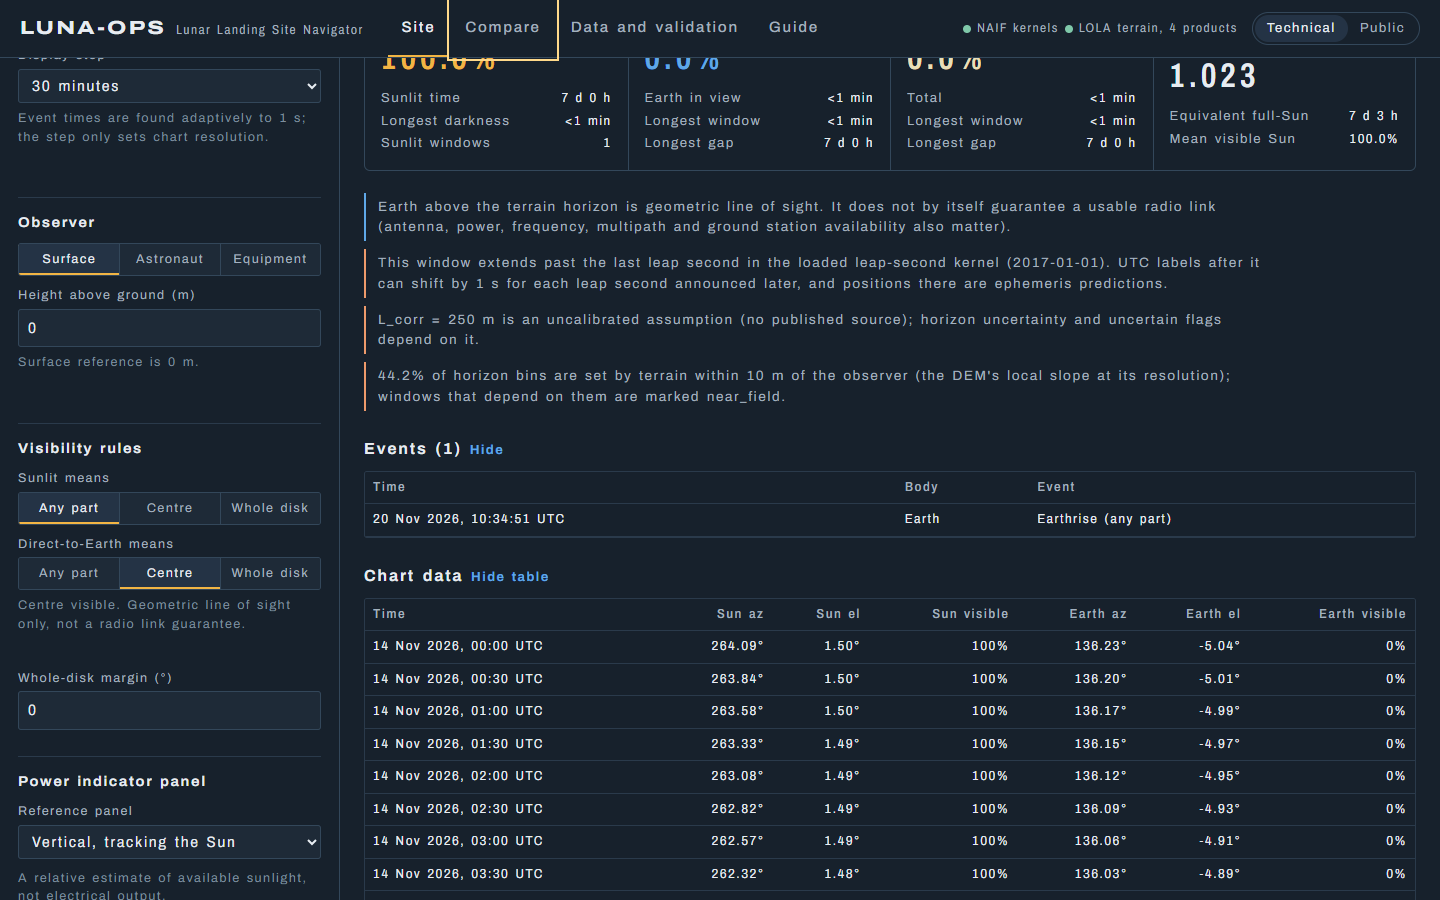 LUNA-OPS Lunar Landing Site Navigator Site Compare Data and validation Guide NAIF kernels LOLA terrain, 4 products Technical Public
Display step
30 minutes
Event times are found adaptively to 1 s;
the step only sets chart resolution.
Observer
Surface Astronaut Equipment
Height above ground (m)
0
Surface reference is 0 m.
Visibility rules
Sunlit means
Any part Centre Whole disk
Direct-to-Earth means
Any part Centre Whole disk
Centre visible. Geometric line of sight
only, not a radio link guarantee.
Whole-disk margin (°)
0
Power indicator panel
Reference panel
Vertical, tracking the Sun
A relative estimate of available sunlight,
not electrical output.
100.0%
Sunlit time 7 d 0 h
Longest darkness <1 min
Sunlit windows 1
0.0%
Earth in view <1 min
Longest window <1 min
Longest gap 7 d 0 h
0.0%
Total <1 min
Longest window <1 min
Longest gap 7 d 0 h
1.023
Equivalent full-Sun 7 d 3 h
Mean visible Sun 100.0%
Earth above the terrain horizon is geometric line of sight. It does not by itself guarantee a usable radio link
(antenna, power, frequency, multipath and ground station availability also matter).
This window extends past the last leap second in the loaded leap-second kernel (2017-01-01). UTC labels after it
can shift by 1 s for each leap second announced later, and positions there are ephemeris predictions.
L_corr = 250 m is an uncalibrated assumption (no published source); horizon uncertainty and uncertain flags
depend on it.
44.2% of horizon bins are set by terrain within 10 m of the observer (the DEM's local slope at its resolution);
windows that depend on them are marked near_field.
Events (1) Hide
Time Body Event
20 Nov 2026, 10:34:51 UTC Earth Earthrise (any part)
Chart data Hide table
Time Sun az Sun el Sun visible Earth az Earth el Earth visible
14 Nov 2026, 00:00 UTC 264.09° 1.50° 100% 136.23° -5.04° 0%
14 Nov 2026, 00:30 UTC 263.84° 1.50° 100% 136.20° -5.01° 0%
14 Nov 2026, 01:00 UTC 263.58° 1.50° 100% 136.17° -4.99° 0%
14 Nov 2026, 01:30 UTC 263.33° 1.49° 100% 136.15° -4.97° 0%
14 Nov 2026, 02:00 UTC 263.08° 1.49° 100% 136.12° -4.95° 0%
14 Nov 2026, 02:30 UTC 262.82° 1.49° 100% 136.09° -4.93° 0%
14 Nov 2026, 03:00 UTC 262.57° 1.49° 100% 136.06° -4.91° 0%
14 Nov 2026, 03:30 UTC 262.32° 1.48° 100% 136.03° -4.89° 0%